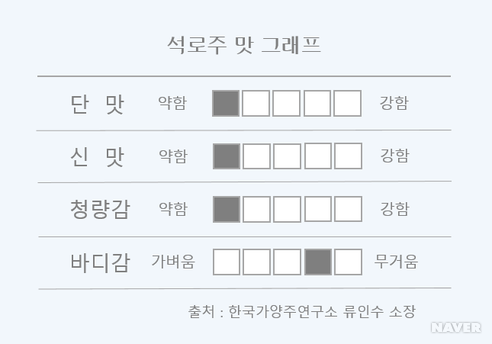 석로주 맛 그래프
단 맛 약함 강함
신 맛 약함 강함
청량감 약함 강함
바디감 가벼움 무거움
출처 : 한국가양주연구소 류인수 소장
NAVER